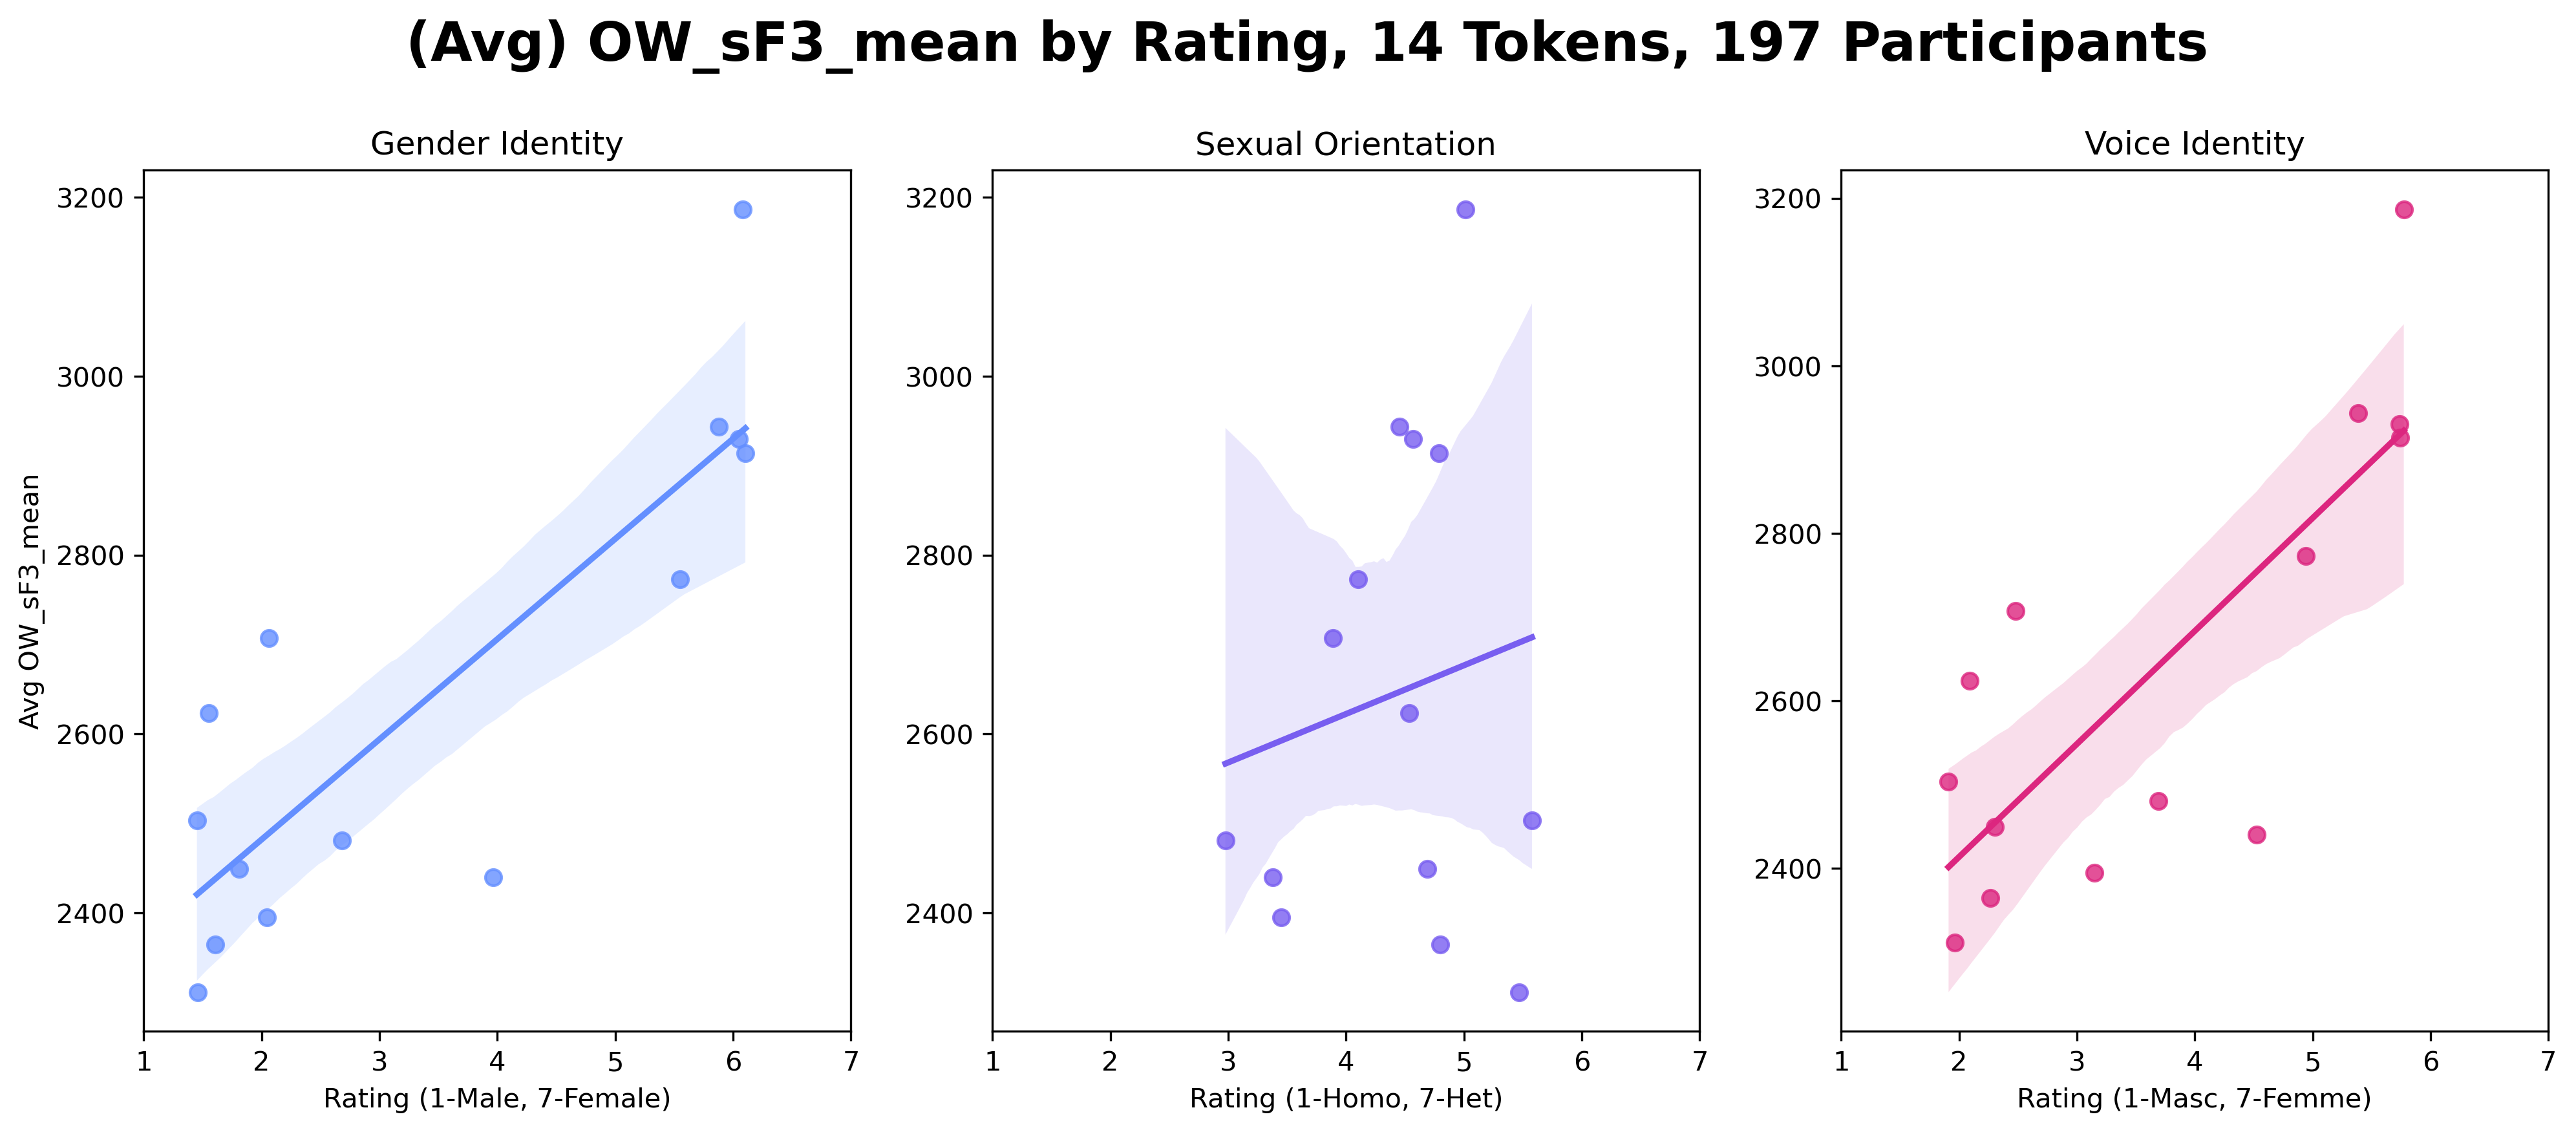 (Avg) OW_sF3_mean by Rating, 14 Tokens, 197 Participants
Gender Identity
Avg OW_sF3_mean
3200
3000
2800
2600
2400
1 2 3 4 5 6 7
Rating (1-Male, 7-Female)
Sexual Orientation
3200
3000
2800
2600
2400
1 2 3 4 5 6 7
Rating (1-Homo, 7-Het)
Voice Identity
3200
3000
2800
2600
2400
1 2 3 4 5 6 7
Rating (1-Masc, 7-Femme)